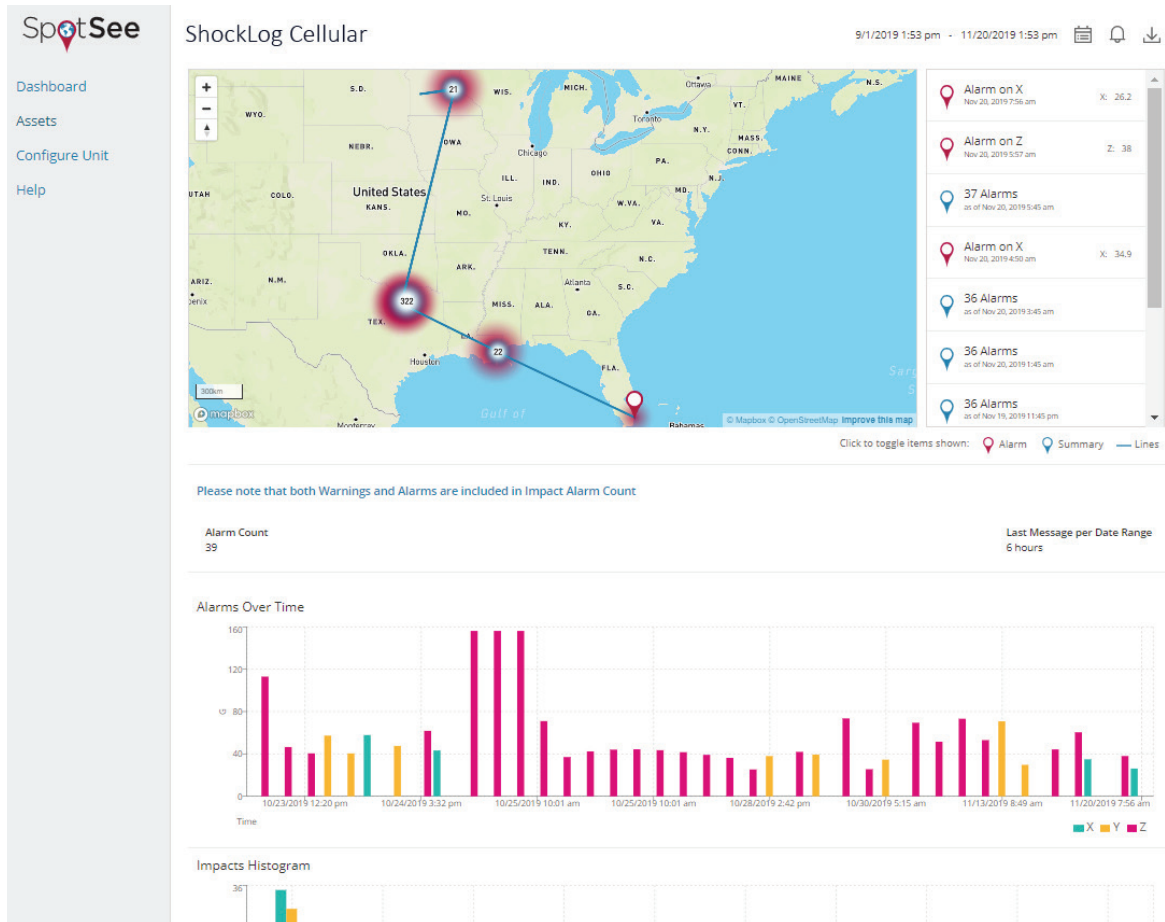 SpotSee
ShockLog Cellular
9/1/2019 1:53 pm - 11/20/2019 1:53 pm
Dashboard
Assets
Configure Unit
Help
+
−
S.D.
WIS.
MICH.
Ottawa
MAINE
N.S.
WYO.
21
Toronto
VT.
N.Y.
MASS.
CONN.
NEBR.
IOWA
Chicago
PA.
N.J.
UTAH
COLO.
United States
KANS.
ILL.
IND.
OHIO
MD.
St. Louis
MO.
W.VA.
KY.
VA.
OKLA.
TENN.
N.C.
ARK.
ARIZ.
N.M.
Atlanta
S.C.
322
MISS.
ALA.
GA.
TEX.
LA.
22
Houston
FLA.
300km
mapbox
Gulf of
Monterrey
Bahamas
© Mapbox © OpenStreetMap Improve this map
Alarm on X
Nov 20, 2019 7:56 am
X: 26.2
Alarm on Z
Nov 20, 2019 5:57 am
Z: 38
37 Alarms
as of Nov 20, 2019 5:45 am
Alarm on X
Nov 20, 2019 4:50 am
X: 34.9
36 Alarms
as of Nov 20, 2019 3:45 am
36 Alarms
as of Nov 20, 2019 1:45 am
36 Alarms
as of Nov 19, 2019 11:45 pm
Click to toggle items shown: Alarm Summary Lines
Please note that both Warnings and Alarms are included in Impact Alarm Count
Alarm Count
39
Last Message per Date Range
6 hours
Alarms Over Time
160
120
80
G
40
0
10/23/2019 12:20 pm 10/24/2019 3:32 pm 10/25/2019 10:01 am 10/25/2019 10:01 am 10/28/2019 2:42 pm 10/30/2019 5:15 am 11/13/2019 8:49 am 11/20/2019 7:56 am
Time
X Y Z
Impacts Histogram
36